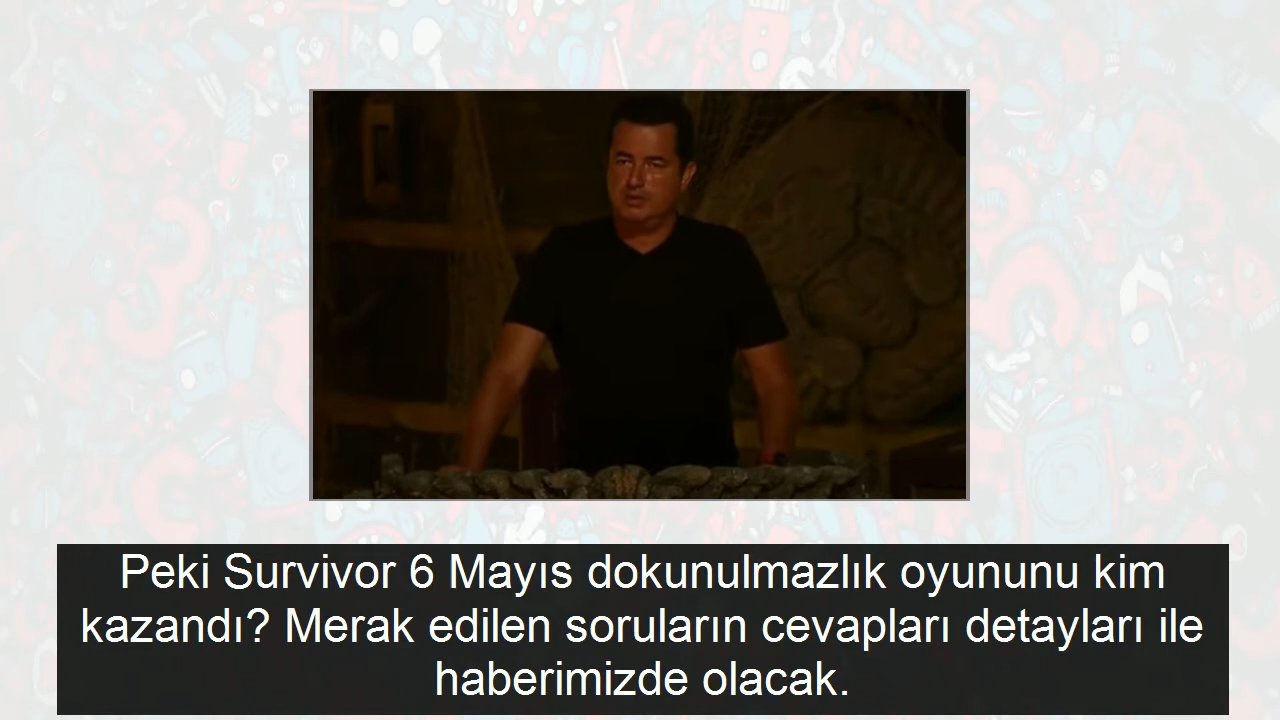 Peki Survivor 6 Mayıs dokunulmazlık oyununu kim
kazandı? Merak edilen soruların cevapları detayları ile
haberimizde olacak.